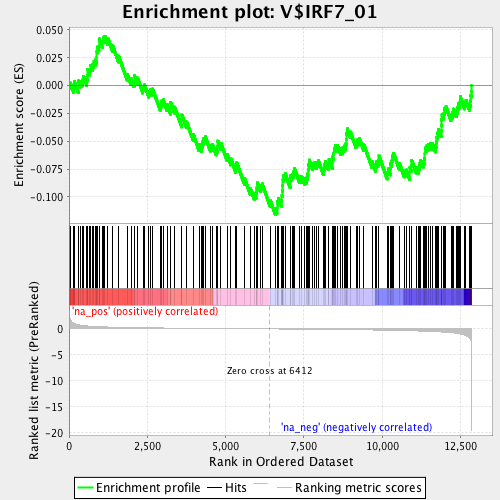 Enrichment plot: V$IRF7_01
Enrichment score (ES)
0.050
0.025
0.000
-0.025
-0.050
-0.075
-0.100
'na_pos' (positively correlated)
Ranked list metric (PreRanked)
0
-5
-10
-15
-20
Zero cross at 6412
'na_neg' (negatively correlated)
0
2,500
5,000
7,500
10,000
12,500
Rank in Ordered Dataset
Enrichment profile
Hits
Ranking metric scores